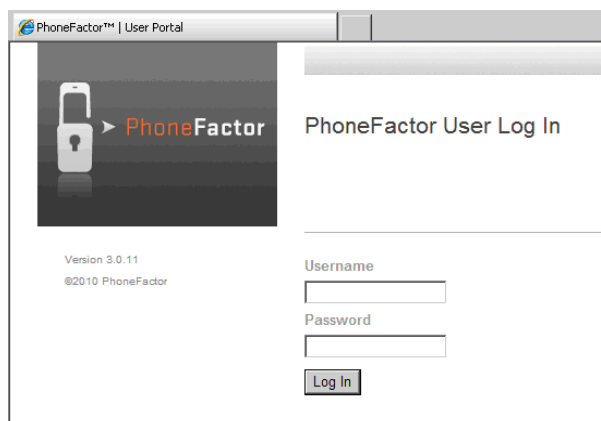 PhoneFactor™ | User Portal
PhoneFactor
PhoneFactor User Log In
Version 3.0.11
©2010 PhoneFactor
Username
Password
Log In